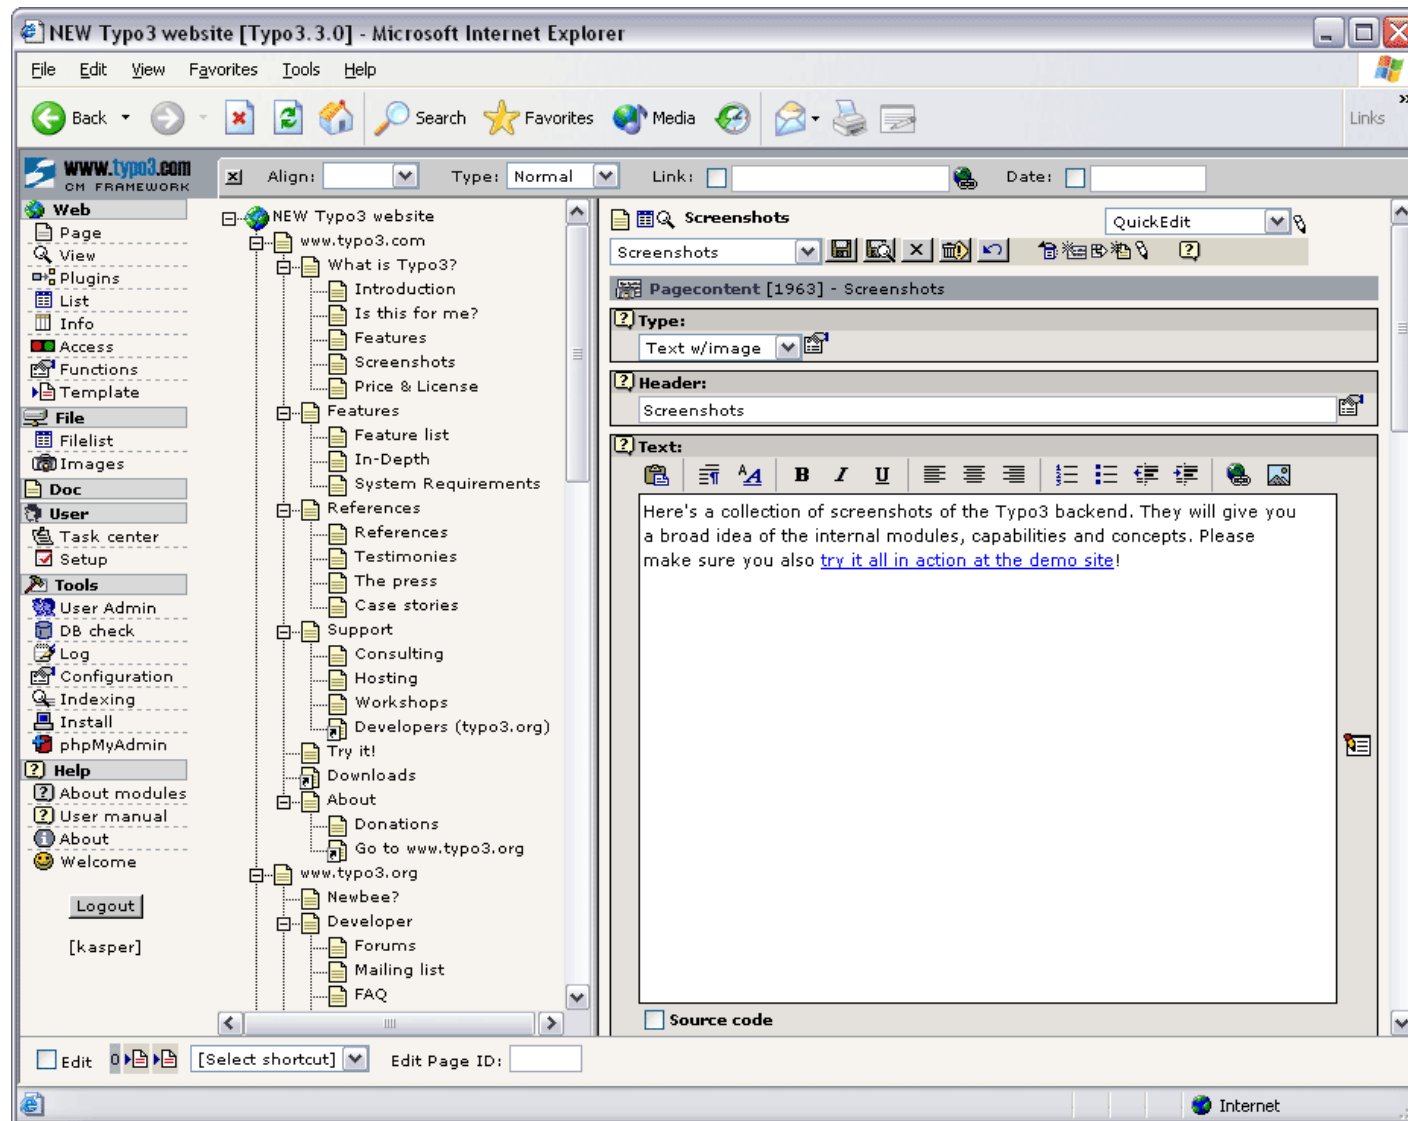 NEW Typo3 website [Typo3.3.0] - Microsoft Internet Explorer
File Edit View Favorites Tools Help
Back Search Favorites Media Links
www.typo3.com
CM FRAMEWORK
Align: Type: Normal Link: Date:
Web
Page
View
Plugins
List
Info
Access
Functions
Template
File
Filelist
Images
Doc
User
Task center
Setup
Tools
User Admin
DB check
Log
Configuration
Indexing
Install
phpMyAdmin
Help
About modules
User manual
About
Welcome
Logout
[kasper]
NEW Typo3 website
www.typo3.com
What is Typo3?
Introduction
Is this for me?
Features
Screenshots
Price & License
Features
Feature list
In-Depth
System Requirements
References
References
Testimonies
The press
Case stories
Support
Consulting
Hosting
Workshops
Developers (typo3.org)
Try it!
Downloads
About
Donations
Go to www.typo3.org
www.typo3.org
Newbee?
Developer
Forums
Mailing list
FAQ
Screenshots QuickEdit
Screenshots
Pagecontent [1963] - Screenshots
Type:
Text w/image
Header:
Screenshots
Text:
B I U
Here's a collection of screenshots of the Typo3 backend. They will give you
a broad idea of the internal modules, capabilities and concepts. Please
make sure you also try it all in action at the demo site!
Source code
Edit 0 [Select shortcut] Edit Page ID:
Internet